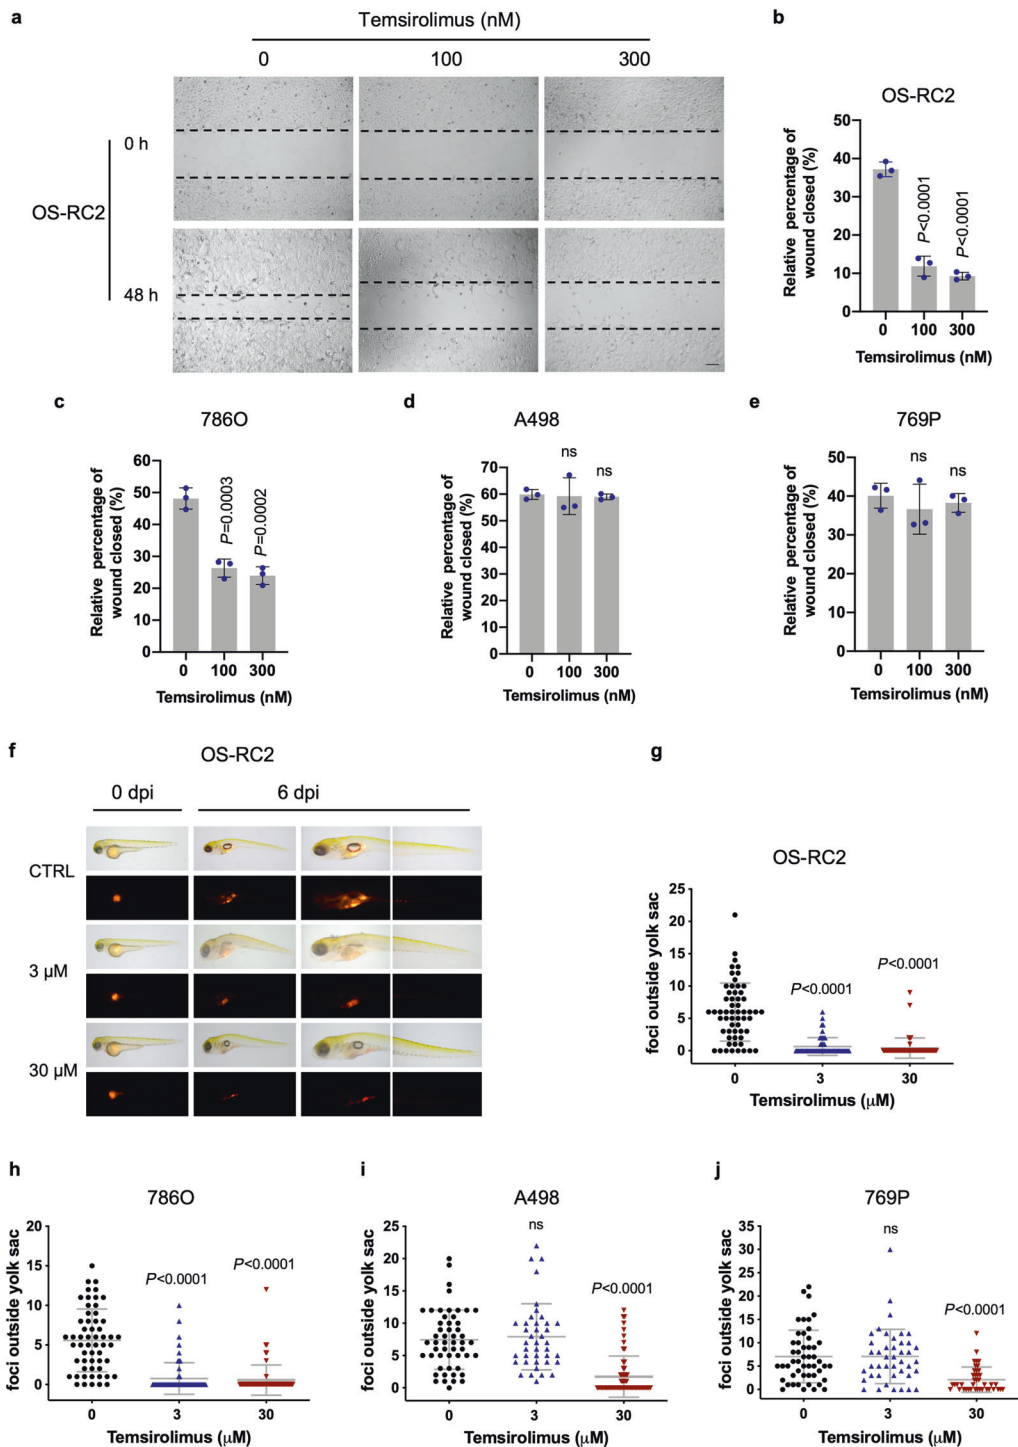 a
Temsirolimus (nM)
0 100 300
0 h
OS-RC2
48 h
b
OS-RC2
Relative percentage of
wound closed (%)
50
40
30
20
10
0
P<0.0001
P<0.0001
0 100 300
Temsirolimus (nM)
c
786O
Relative percentage of
wound closed (%)
60
50
40
30
20
10
0
P=0.0003
P=0.0002
0 100 300
Temsirolimus (nM)
d
A498
Relative percentage of
wound closed (%)
70
60
50
40
30
20
10
0
ns
ns
0 100 300
Temsirolimus (nM)
e
769P
Relative percentage of
wound closed (%)
50
40
30
20
10
0
ns
ns
0 100 300
Temsirolimus (nM)
f
OS-RC2
0 dpi 6 dpi
CTRL
3 μM
30 μM
g
OS-RC2
foci outside yolk sac
25
20
15
10
5
0
P<0.0001
P<0.0001
0 3 30
Temsirolimus (μM)
h
786O
foci outside yolk sac
20
15
10
5
0
P<0.0001
P<0.0001
0 3 30
Temsirolimus (μM)
i
A498
foci outside yolk sac
25
20
15
10
5
0
ns
P<0.0001
0 3 30
Temsirolimus (μM)
j
769P
foci outside yolk sac
35
30
25
20
15
10
5
0
ns
P<0.0001
0 3 30
Temsirolimus (μM)